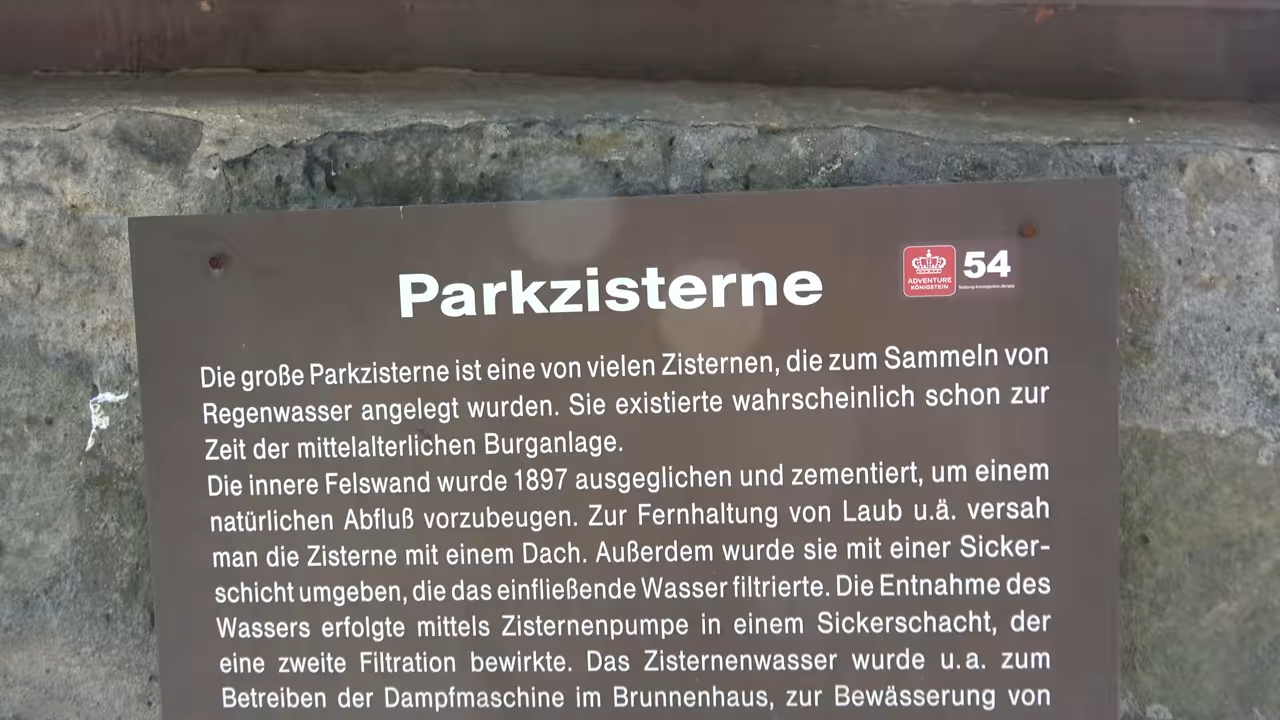 Parkzisterne
ADVENTURE
KÖNIGSTEIN
54
Die große Parkzisterne ist eine von vielen Zisternen, die zum Sammeln von
Regenwasser angelegt wurden. Sie existierte wahrscheinlich schon zur
Zeit der mittelalterlichen Burganlage.
Die innere Felswand wurde 1897 ausgeglichen und zementiert, um einem
natürlichen Abfluß vorzubeugen. Zur Fernhaltung von Laub u.ä. versah
man die Zisterne mit einem Dach. Außerdem wurde sie mit einer Sicker-
schicht umgeben, die das einfließende Wasser filtrierte. Die Entnahme des
Wassers erfolgte mittels Zisternenpumpe in einem Sickerschacht, der
eine zweite Filtration bewirkte. Das Zisternenwasser wurde u.a. zum
Betreiben der Dampfmaschine im Brunnenhaus, zur Bewässerung von